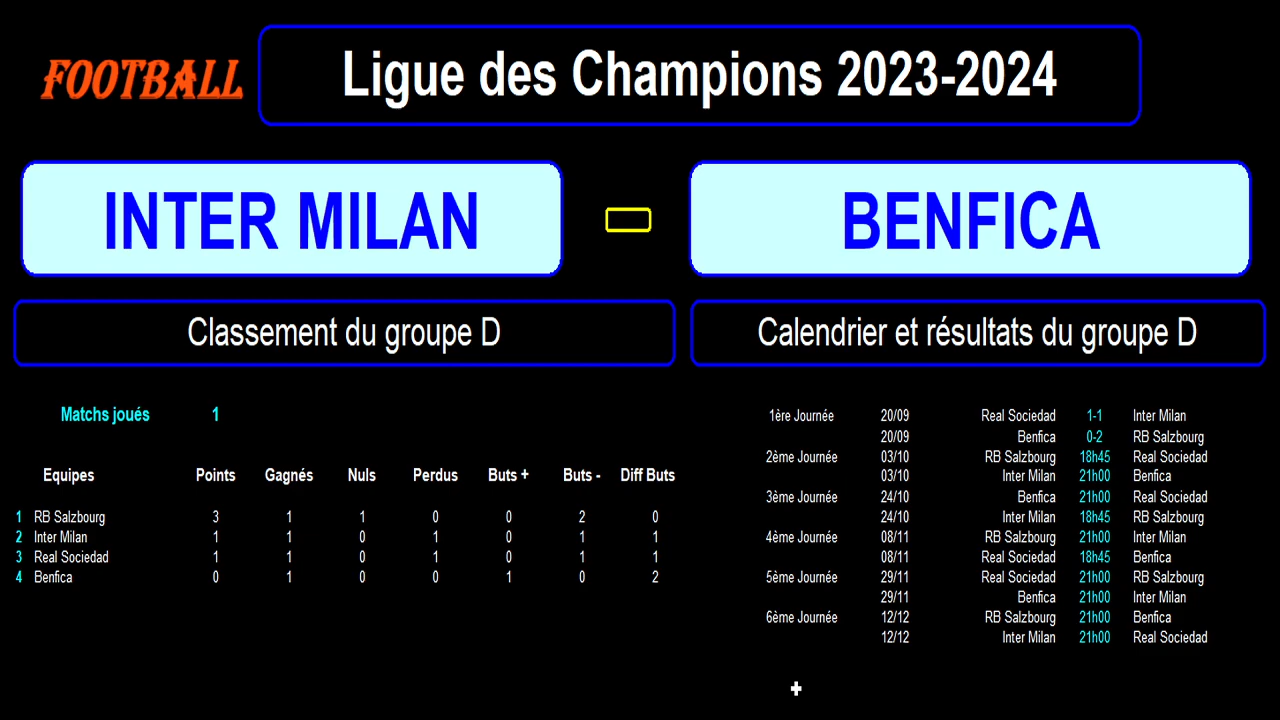 FOOTBALL
Ligue des Champions 2023-2024
INTER MILAN
BENFICA
Classement du groupe D
Matchs joués 1
Equipes Points Gagnés Nuls Perdus Buts + Buts - Diff Buts
1 RB Salzbourg 3 1 1 0 0 2 0
2 Inter Milan 1 1 0 1 0 1 1
3 Real Sociedad 1 1 0 1 0 1 1
4 Benfica 0 1 0 0 1 0 2
Calendrier et résultats du groupe D
1ère Journée 20/09 Real Sociedad 1-1 Inter Milan
20/09 Benfica 0-2 RB Salzbourg
2ème Journée 03/10 RB Salzbourg 18h45 Real Sociedad
03/10 Inter Milan 21h00 Benfica
3ème Journée 24/10 Benfica 21h00 Real Sociedad
24/10 Inter Milan 18h45 RB Salzbourg
4ème Journée 08/11 RB Salzbourg 21h00 Inter Milan
08/11 Real Sociedad 18h45 Benfica
5ème Journée 29/11 Real Sociedad 21h00 RB Salzbourg
29/11 Benfica 21h00 Inter Milan
6ème Journée 12/12 RB Salzbourg 21h00 Benfica
12/12 Inter Milan 21h00 Real Sociedad